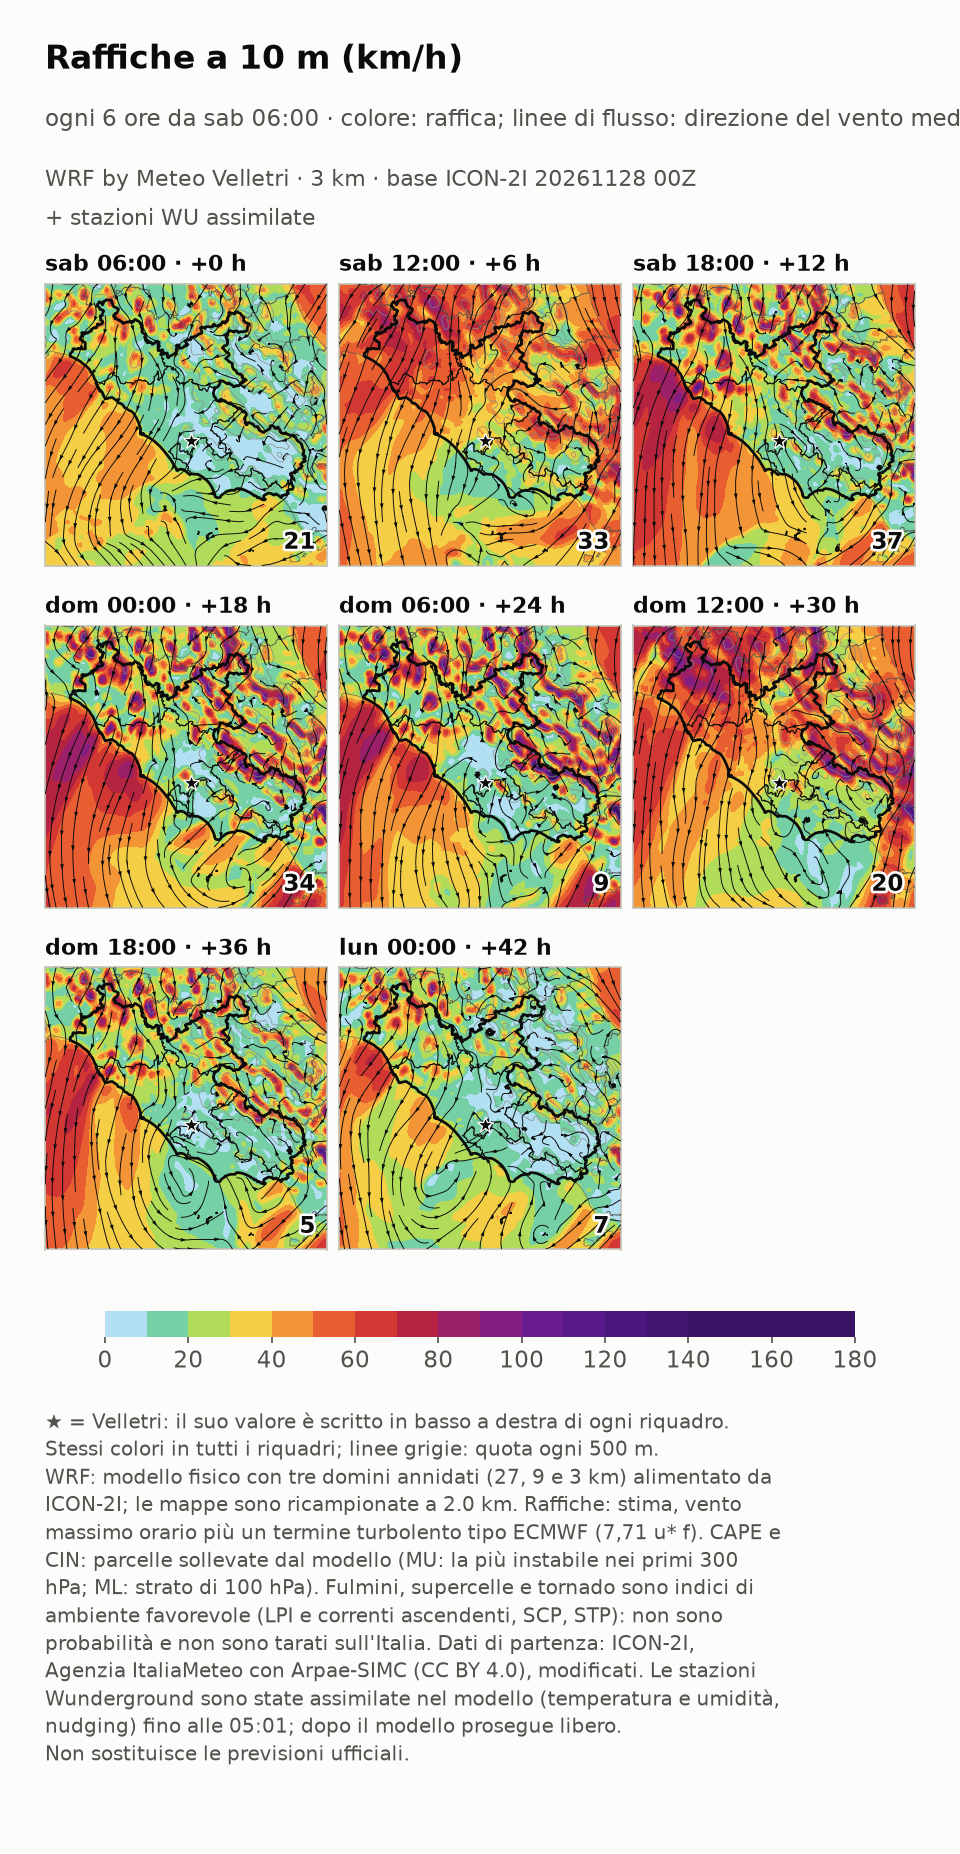 Raffiche a 10 m (km/h)
ogni 6 ore da sab 06:00 · colore: raffica; linee di flusso: direzione del vento med
WRF by Meteo Velletri · 3 km · base ICON-2I 20261128 00Z
+ stazioni WU assimilate
sab 06:00 · +0 h
sab 12:00 · +6 h
sab 18:00 · +12 h
21
33
37
dom 00:00 · +18 h
dom 06:00 · +24 h
dom 12:00 · +30 h
34
9
20
dom 18:00 · +36 h
lun 00:00 · +42 h
5
7
0 20 40 60 80 100 120 140 160 180
★ = Velletri: il suo valore è scritto in basso a destra di ogni riquadro.
Stessi colori in tutti i riquadri; linee grigie: quota ogni 500 m.
WRF: modello fisico con tre domini annidati (27, 9 e 3 km) alimentato da
ICON-2I; le mappe sono ricampionate a 2.0 km. Raffiche: stima, vento
massimo orario più un termine turbolento tipo ECMWF (7,71 u* f). CAPE e
CIN: parcelle sollevate dal modello (MU: la più instabile nei primi 300
hPa; ML: strato di 100 hPa). Fulmini, supercelle e tornado sono indici di
ambiente favorevole (LPI e correnti ascendenti, SCP, STP): non sono
probabilità e non sono tarati sull'Italia. Dati di partenza: ICON-2I,
Agenzia ItaliaMeteo con Arpae-SIMC (CC BY 4.0), modificati. Le stazioni
Wunderground sono state assimilate nel modello (temperatura e umidità,
nudging) fino alle 05:01; dopo il modello prosegue libero.
Non sostituisce le previsioni ufficiali.